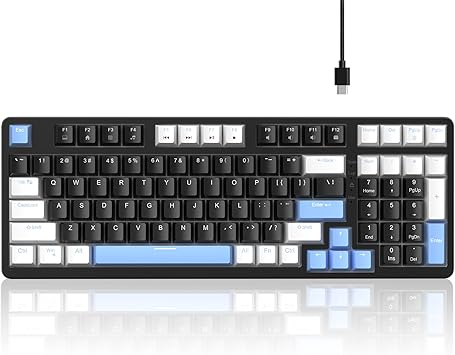 Esc F1 F2 F3 F4 F5 F6 F7 F8 F9 F10 F11 F12 Home Del PgUp PgDn
~` 1! 2@ 3# 4$ 5% 6^ 7& 8* 9( 0) Num
Tab Q W E R T Y U I O P 7 Home 8 9 PgUp
CapsLock A S D F G H J K L Enter 4 5 6
Shift Z X C V B N M Shift 1 End 2 3 PgDn Enter
Ctrl Win Alt Alt Fn Ctrl 0 Ins . Del